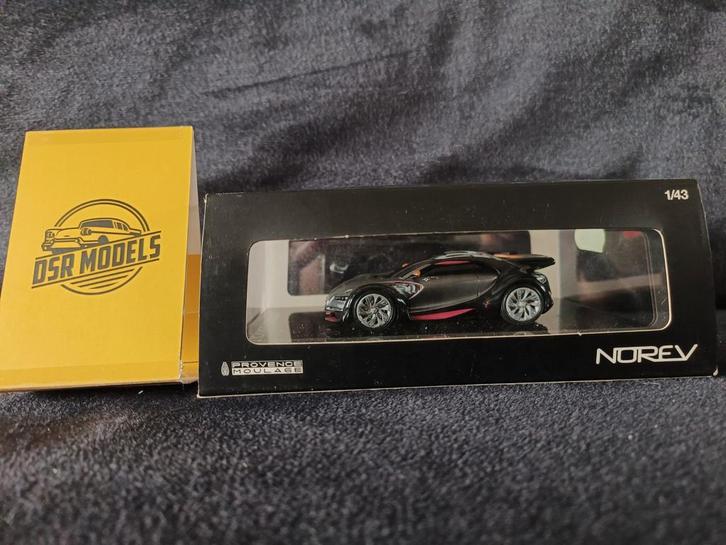 DSR MODELS
1/43
PROVENCE
MOULAGE
NOREV